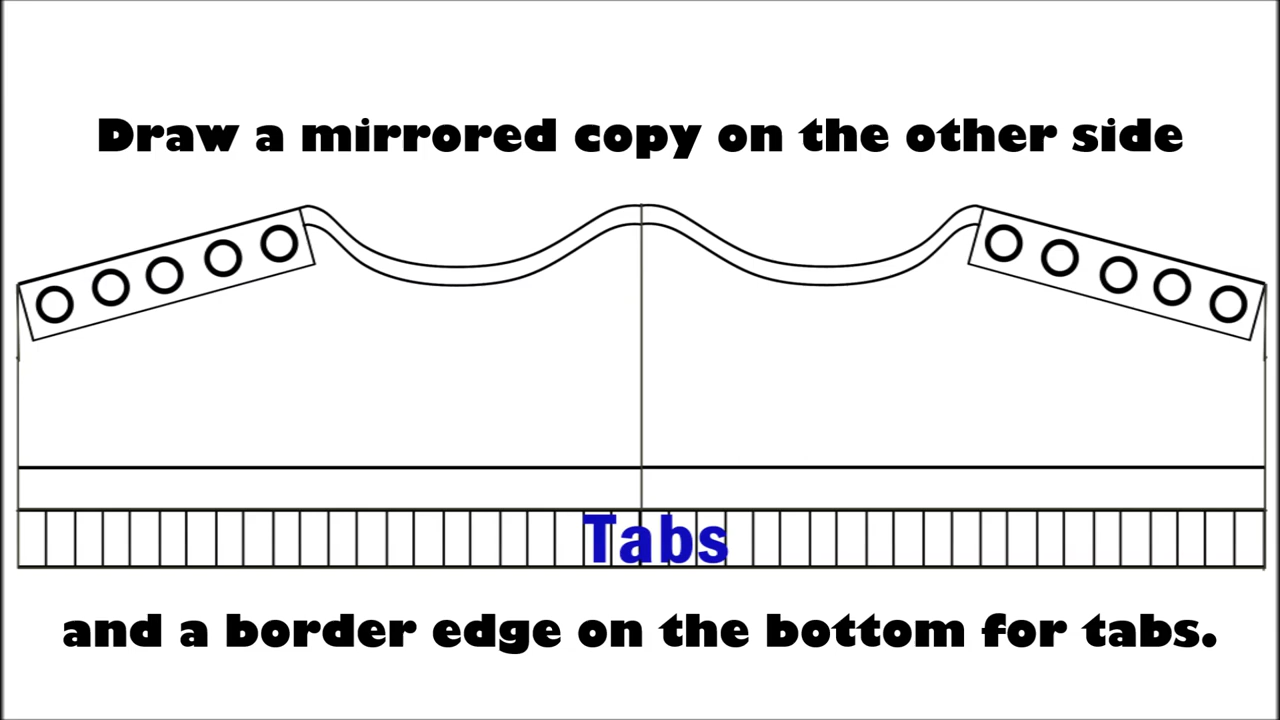 Draw a mirrored copy on the other side
Tabs
and a border edge on the bottom for tabs.